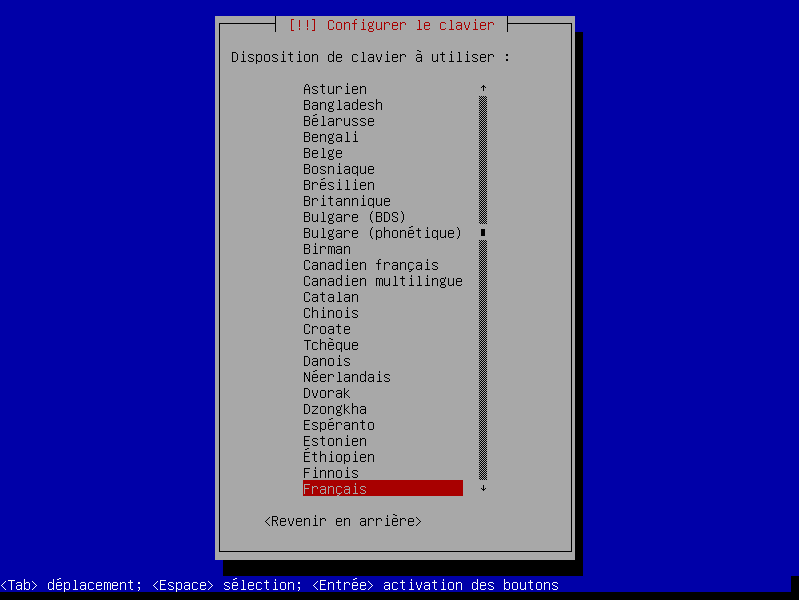 [!!] Configurer le clavier
Disposition de clavier à utiliser :
Asturien
Bangladesh
Bélarusse
Bengali
Belge
Bosniaque
Brésilien
Britannique
Bulgare (BDS)
Bulgare (phonétique)
Birman
Canadien français
Canadien multilingue
Catalan
Chinois
Croate
Tchèque
Danois
Néerlandais
Dvorak
Dzongkha
Espéranto
Estonien
Éthiopien
Finnois
Français
<Revenir en arrière>
<Tab> déplacement; <Espace> sélection; <Entrée> activation des boutons